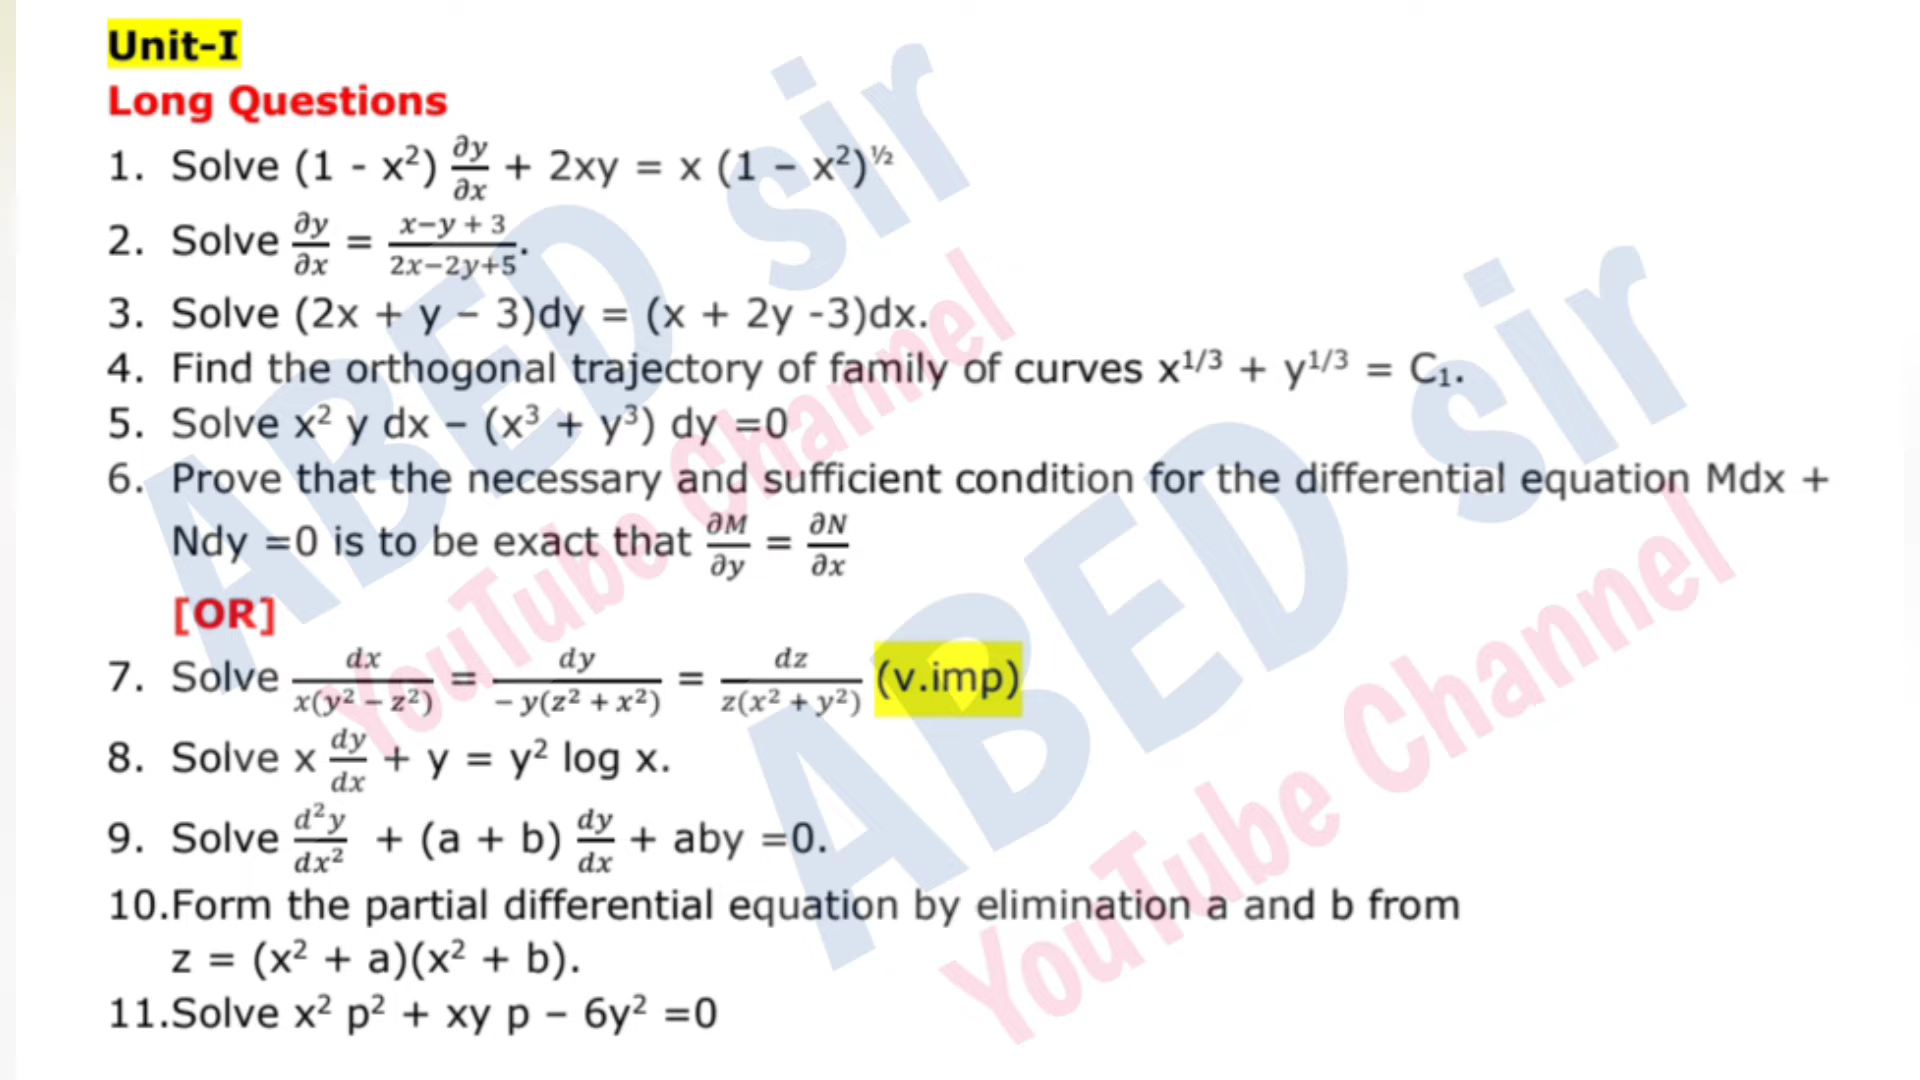 Unit-I
Long Questions
1. Solve (1 - x²) ∂y/∂x + 2xy = x (1 – x²)^½
2. Solve ∂y/∂x = x−y + 3/2x−2y+5.
3. Solve (2x + y – 3)dy = (x + 2y -3)dx.
4. Find the orthogonal trajectory of family of curves x^1/3 + y^1/3 = C₁.
5. Solve x² y dx – (x³ + y³) dy =0
6. Prove that the necessary and sufficient condition for the differential equation Mdx +
Ndy =0 is to be exact that ∂M/∂y = ∂N/∂x
[OR]
7. Solve dx/x(y² − z²) = dy/− y(z² + x²) = dz/z(x² + y²) (v.imp)
8. Solve x dy/dx + y = y² log x.
9. Solve d²y/dx² + (a + b) dy/dx + aby =0.
10.Form the partial differential equation by elimination a and b from
z = (x² + a)(x² + b).
11.Solve x² p² + xy p – 6y² =0
ABED sir
YouTube Channel
ABED sir
YouTube Channel